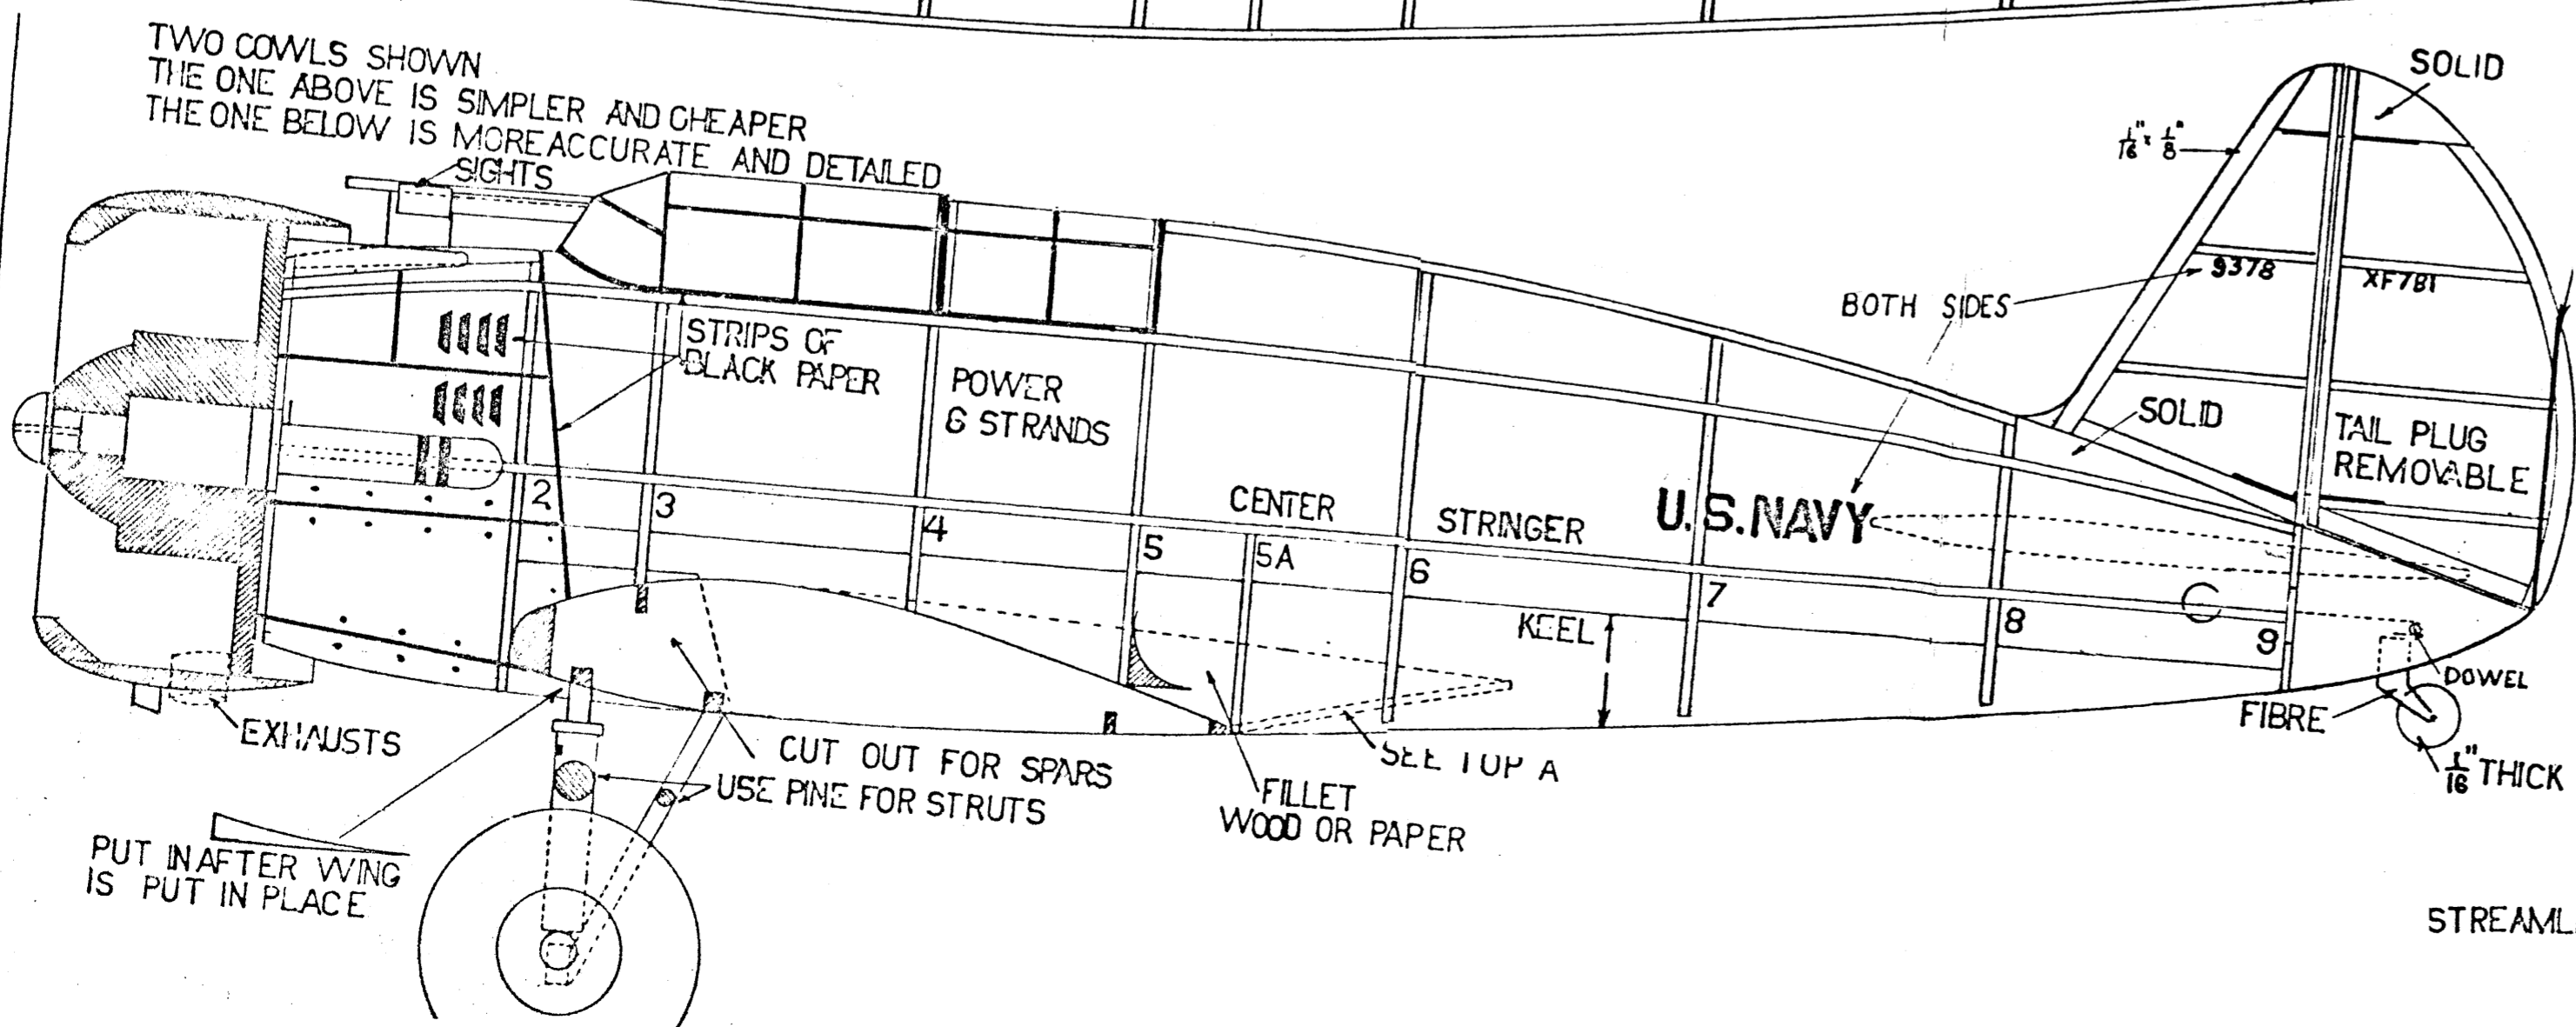 TWO COWLS SHOWN
THE ONE ABOVE IS SIMPLER AND CHEAPER
THE ONE BELOW IS MORE ACCURATE AND DETAILED
SIGHTS
SOLID
1/16" x 1/8"
9378
XF781
BOTH SIDES
STRIPS OF
BLACK PAPER
POWER
6 STRANDS
SOLID
TAIL PLUG
REMOVABLE
2
3
4
CENTER
STRINGER
U.S.NAVY
5
5A
6
7
8
9
KEEL
DOWEL
FIBRE
1/16" THICK
EXHAUSTS
CUT OUT FOR SPARS
USE PINE FOR STRUTS
SEE TOP A
FILLET
WOOD OR PAPER
PUT IN AFTER WING
IS PUT IN PLACE
STREAML